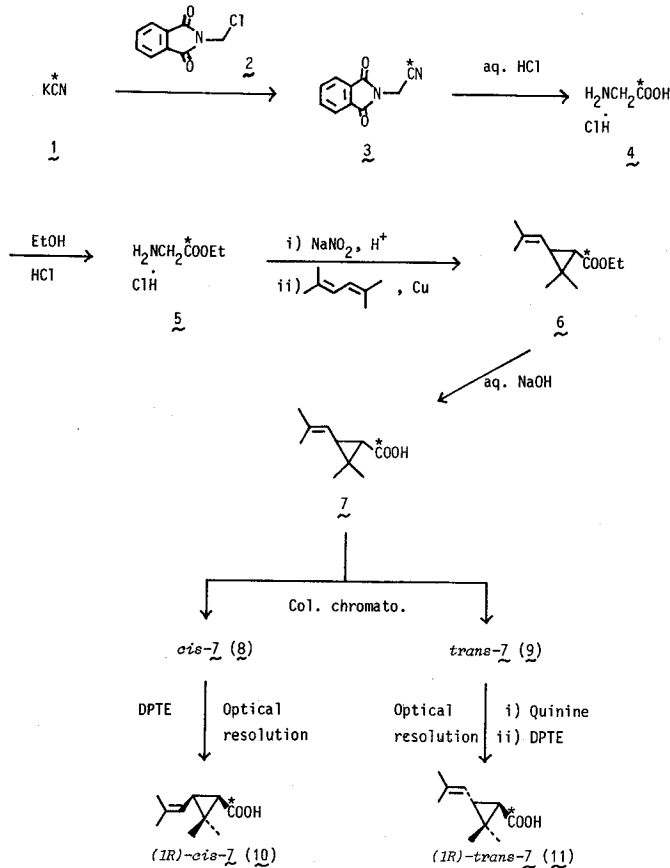 O
N
Cl
O
2
*
KCN
1
O
N
*
CN
O
3
aq. HCl
*
H₂NCH₂COOH
·
ClH
4
EtOH
HCl
*
H₂NCH₂COOEt
·
ClH
5
i) NaNO₂, H⁺
ii) , Cu
*
COOEt
6
aq. NaOH
*
COOH
7
Col. chromato.
cis-7 (8)
trans-7 (9)
DPTE
Optical
resolution
Optical
resolution
i) Quinine
ii) DPTE
*
COOH
(1R)-cis-7 (10)
*
COOH
(1R)-trans-7 (11)